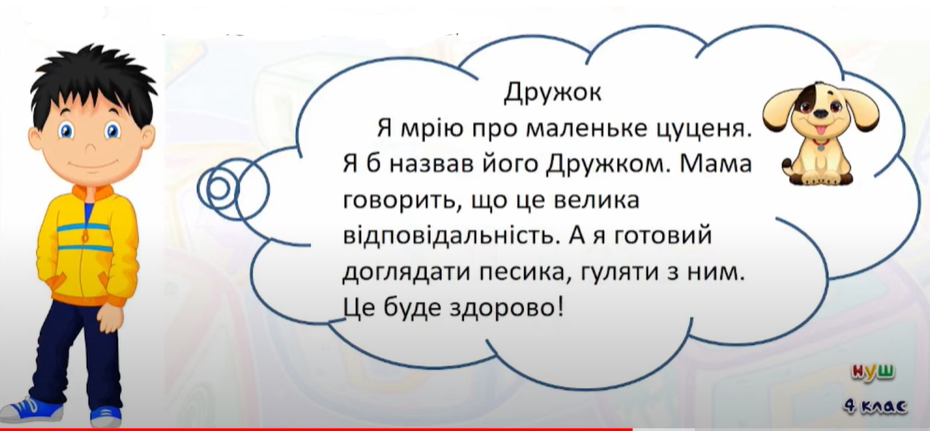 Дружок
Я мрію про маленьке цуценя.
Я б назвав його Дружком. Мама
говорить, що це велика
відповідальність. А я готовий
доглядати песика, гуляти з ним.
Це буде здорово!
нуш
4 клас